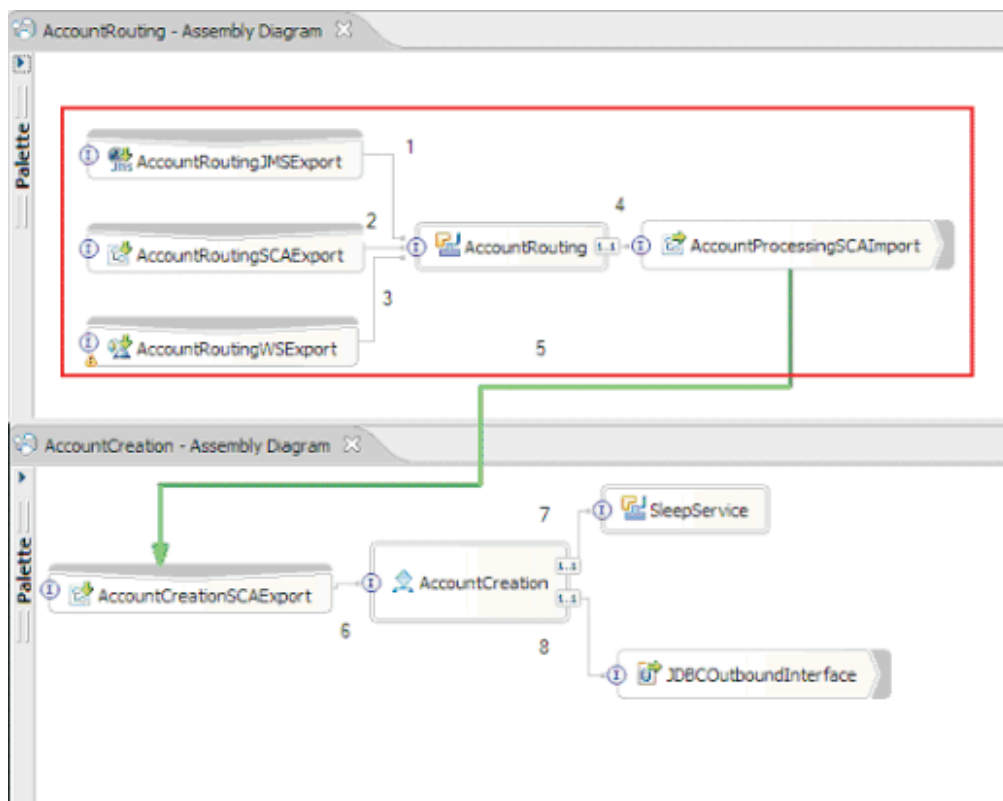 AccountRouting - Assembly Diagram
Palette
1
AccountRoutingJMSExport
2
4
AccountRoutingSCAExport
AccountRouting
1..1
AccountProcessingSCAImport
3
AccountRoutingWSExport
5
AccountCreation - Assembly Diagram
Palette
7
SleepService
1..1
AccountCreation
AccountCreationSCAExport
1..1
6
8
JDBCOutboundInterface